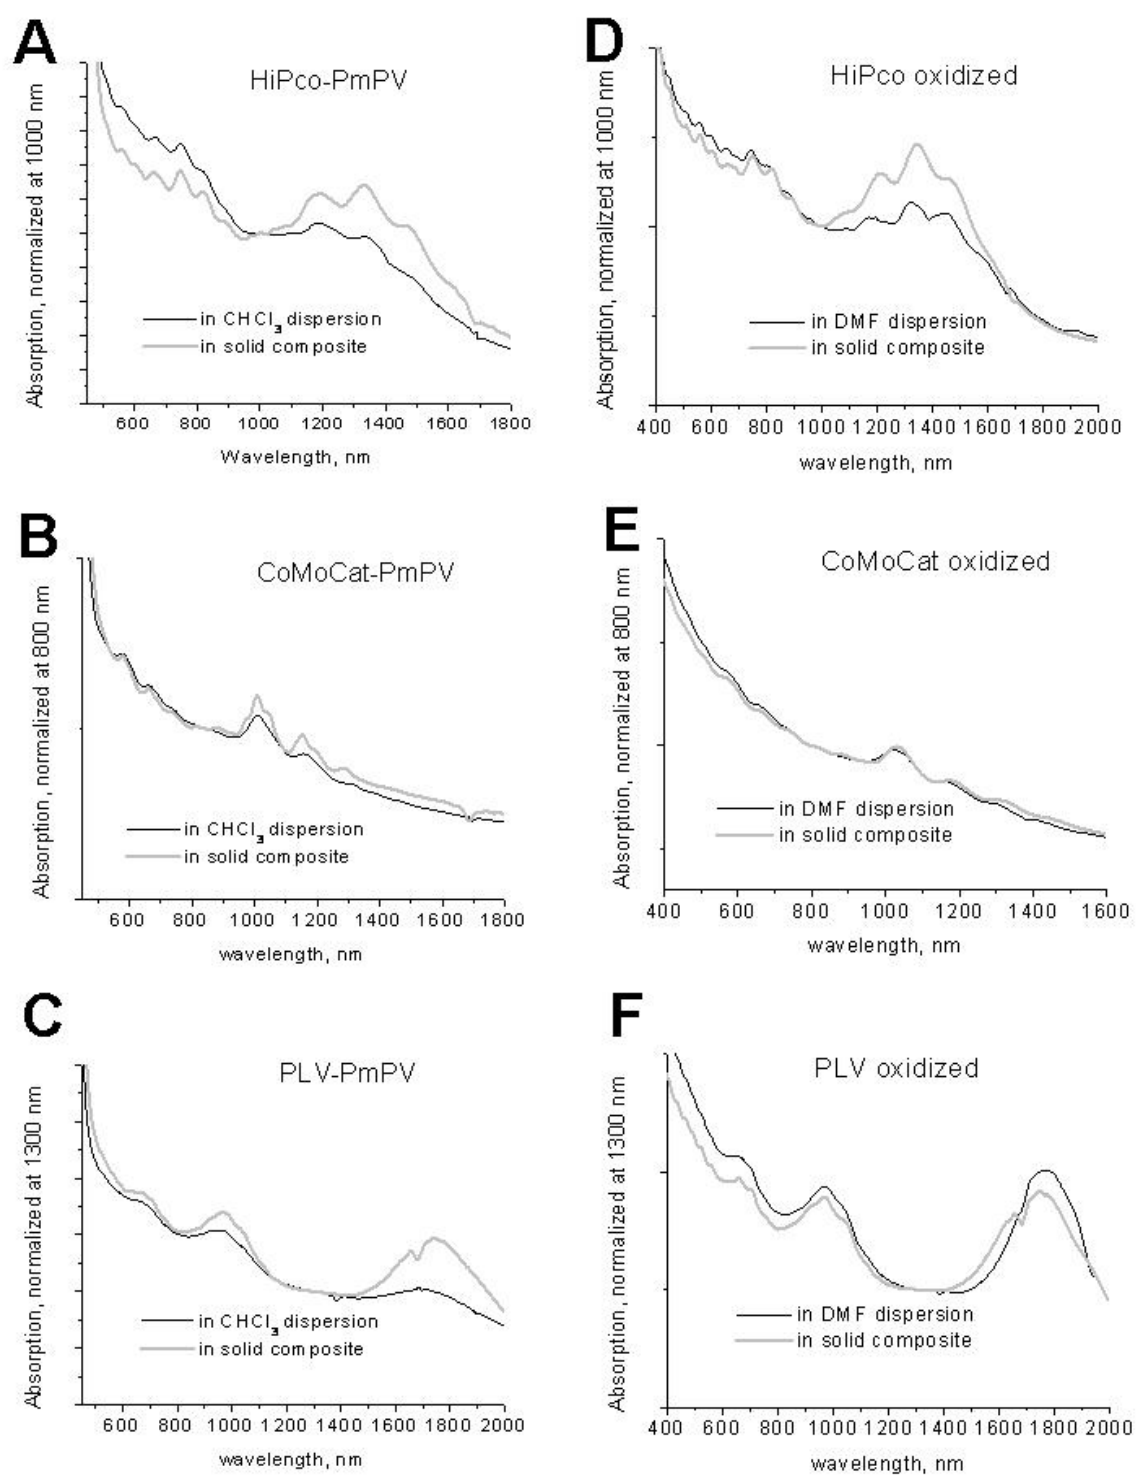 A
HiPco-PmPV
Absorption, normalized at 1000 nm
in CHCl3 dispersion
in solid composite
600 800 1000 1200 1400 1600 1800
Wavelength, nm
D
HiPco oxidized
Absorption, normalized at 1000 nm
in DMF dispersion
in solid composite
400 600 800 1000 1200 1400 1600 1800 2000
wavelength, nm
B
CoMoCat-PmPV
Absorption, normalized at 800 nm
in CHCl3 dispersion
in solid composite
600 800 1000 1200 1400 1600 1800
wavelength, nm
E
CoMoCat oxidized
Absorption, normalized at 800 nm
in DMF dispersion
in solid composite
400 600 800 1000 1200 1400 1600
wavelength, nm
C
PLV-PmPV
Absorption, normalized at 1300 nm
in CHCl3 dispersion
in solid composite
600 800 1000 1200 1400 1600 1800 2000
wavelength, nm
F
PLV oxidized
Absorption, normalized at 1300 nm
in DMF dispersion
in solid composite
400 600 800 1000 1200 1400 1600 1800 2000
wavelength, nm